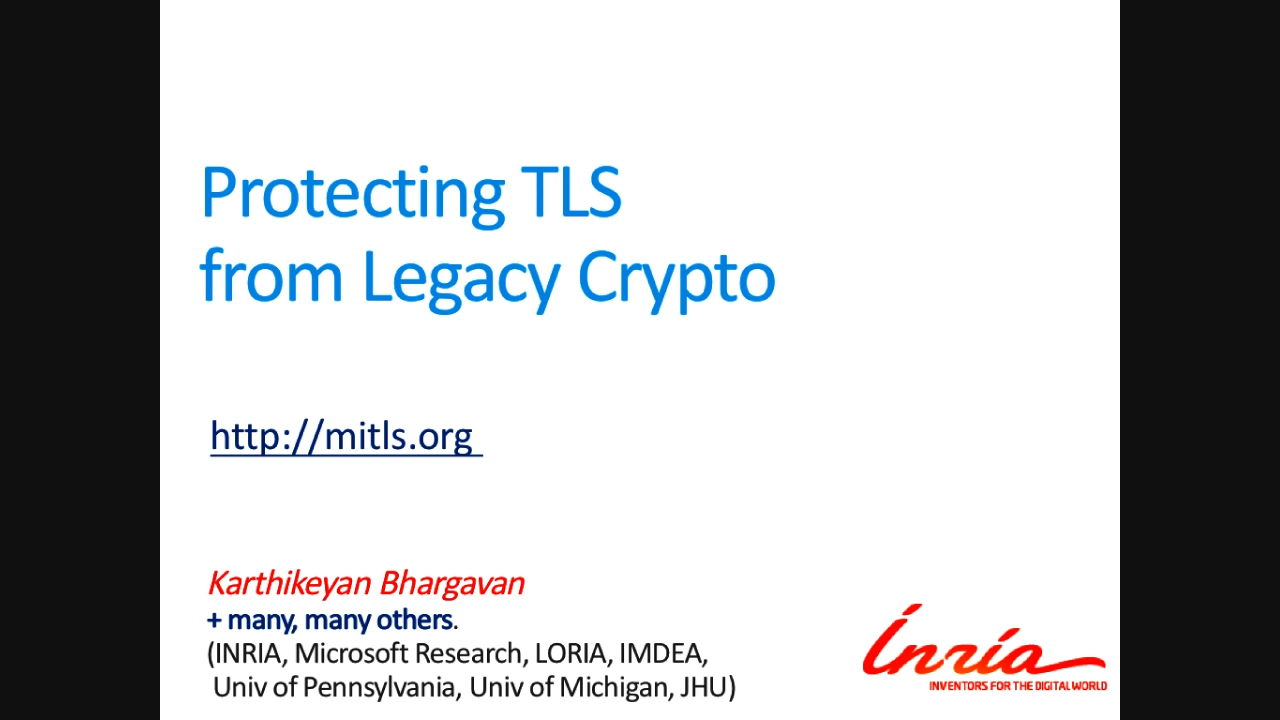 Protecting TLS
from Legacy Crypto
http://mitls.org
Karthikeyan Bhargavan
+ many, many others.
(INRIA, Microsoft Research, LORIA, IMDEA,
Univ of Pennsylvania, Univ of Michigan, JHU)
Inria
INVENTORS FOR THE DIGITAL WORLD